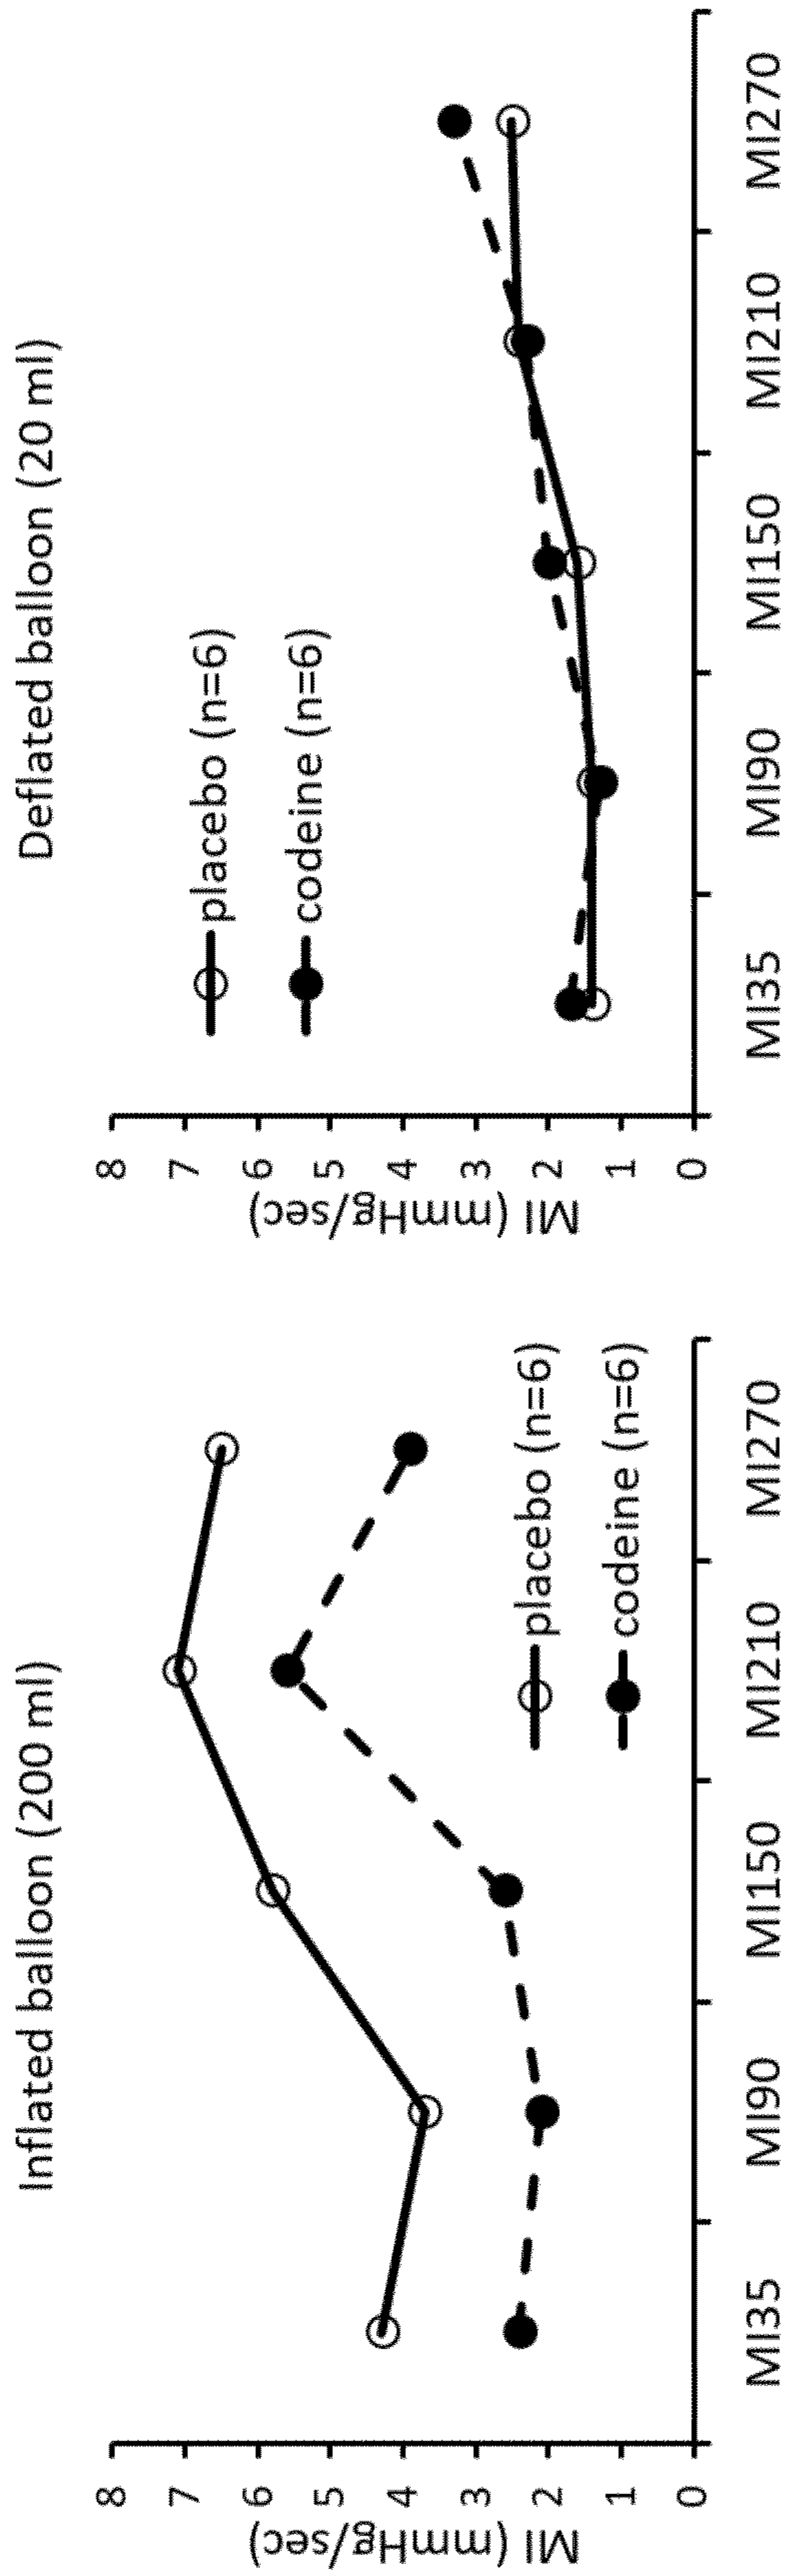 Inflated balloon (200 ml)
MI (mmHg/sec)
8
7
6
5
4
3
2
1
0
placebo (n=6)
codeine (n=6)
MI35 MI90 MI150 MI210 MI270
Deflated balloon (20 ml)
MI (mmHg/sec)
8
7
6
5
4
3
2
1
0
placebo (n=6)
codeine (n=6)
MI35 MI90 MI150 MI210 MI270